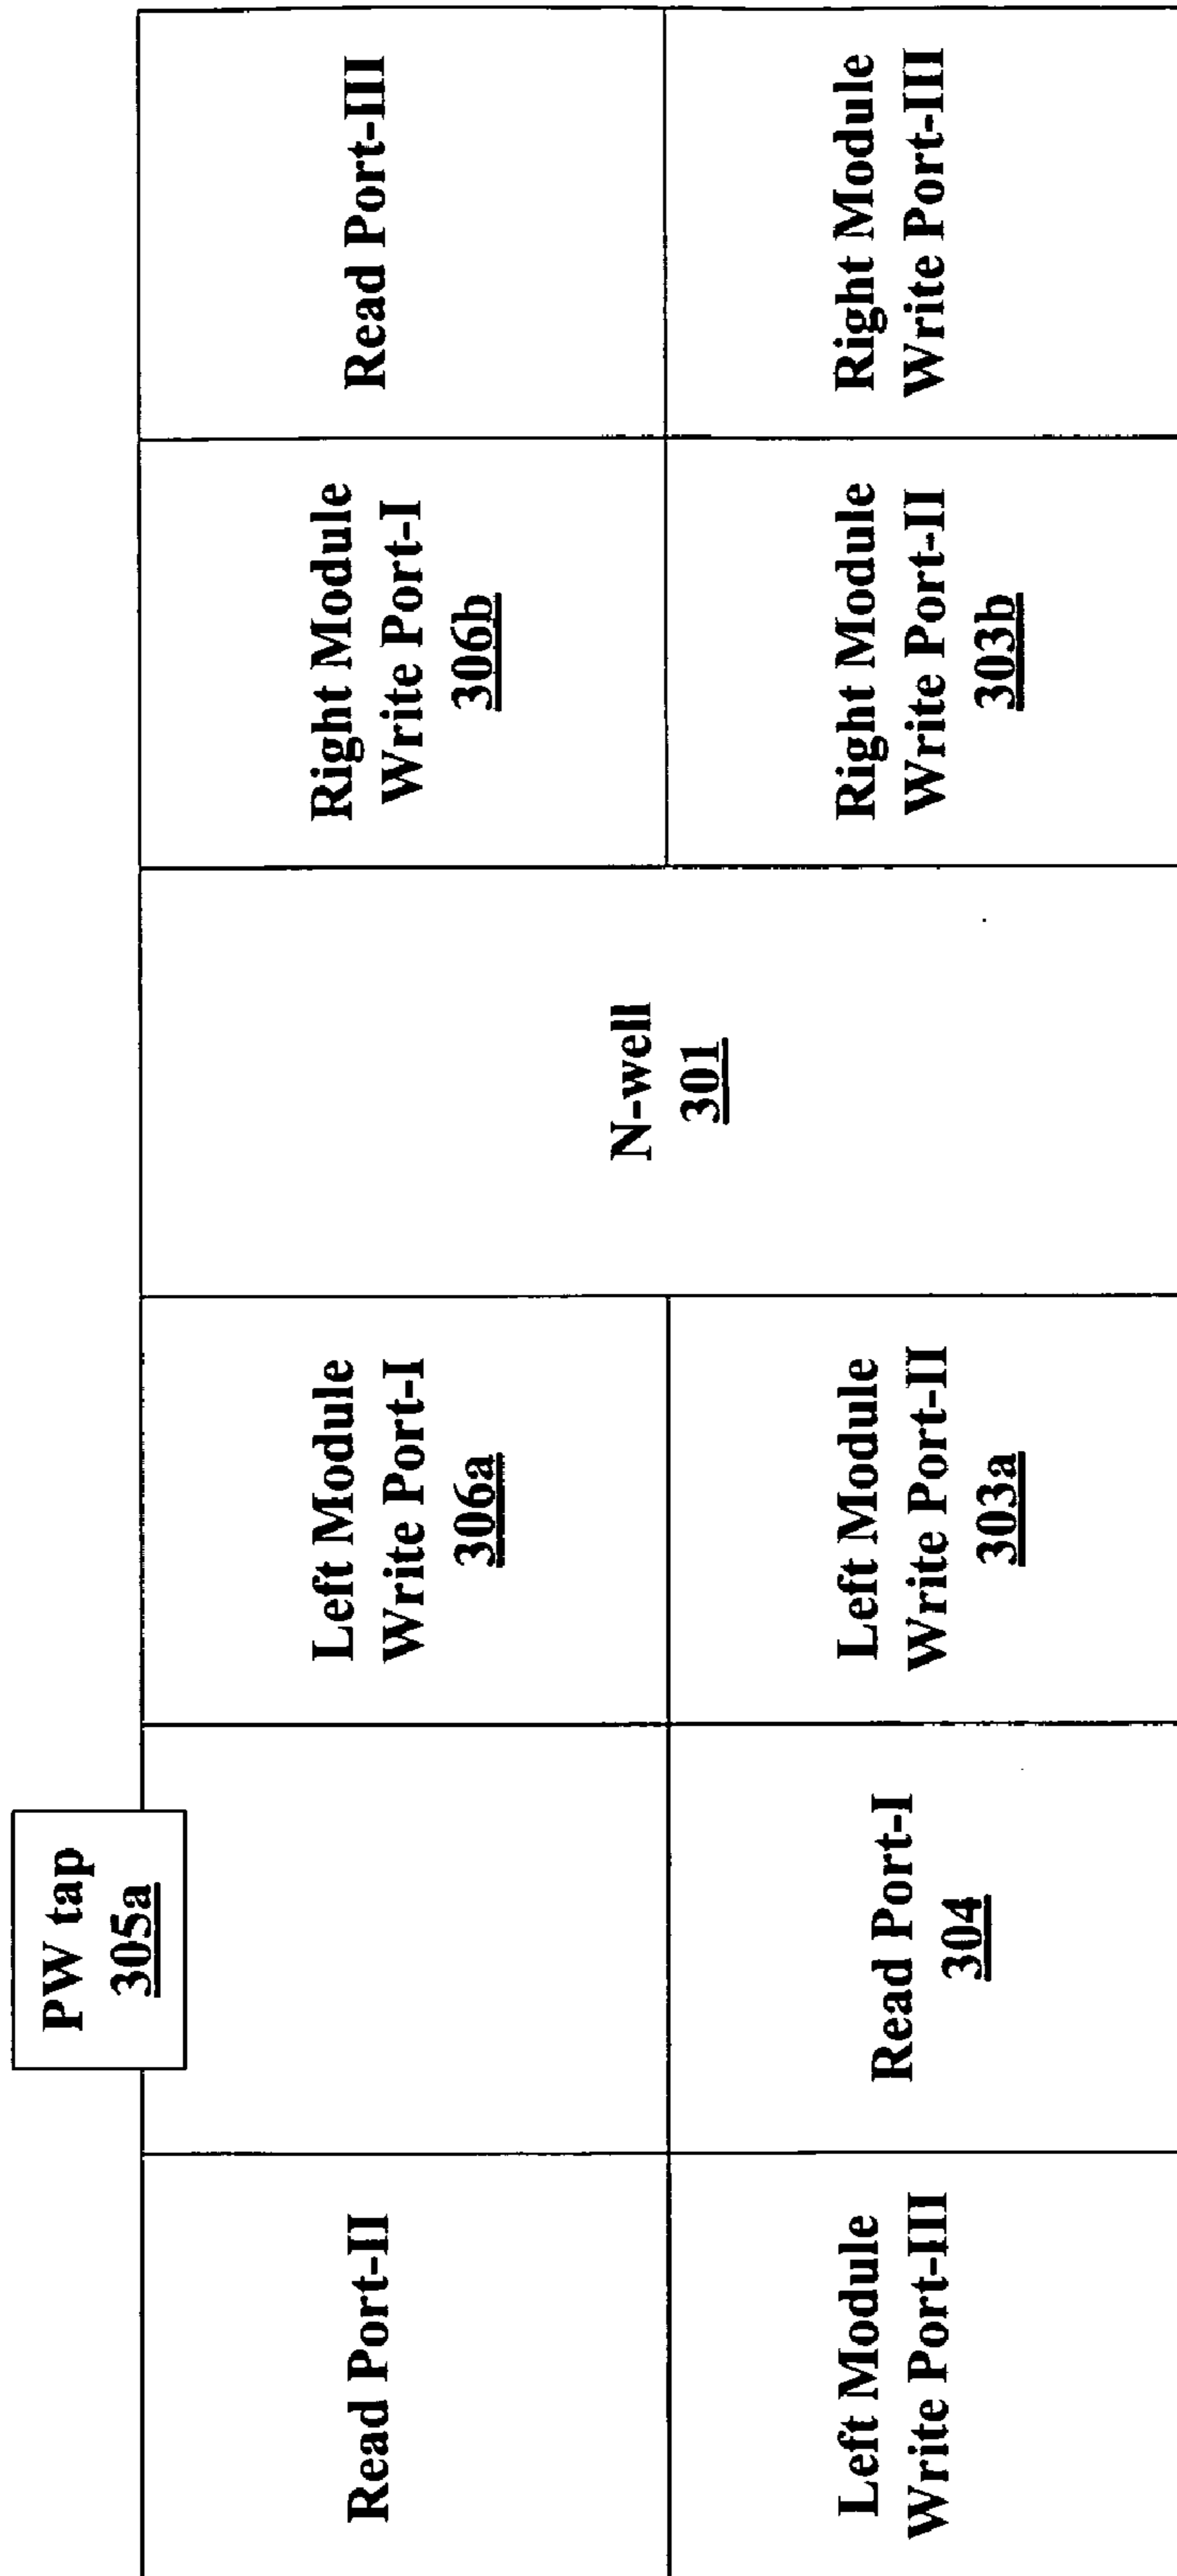 PW tap
305a
Read Port-II
Left Module
Write Port-I
306a
N-well
301
Right Module
Write Port-I
306b
Read Port-III
Left Module
Write Port-III
Read Port-I
304
Left Module
Write Port-II
303a
Right Module
Write Port-II
303b
Right Module
Write Port-III